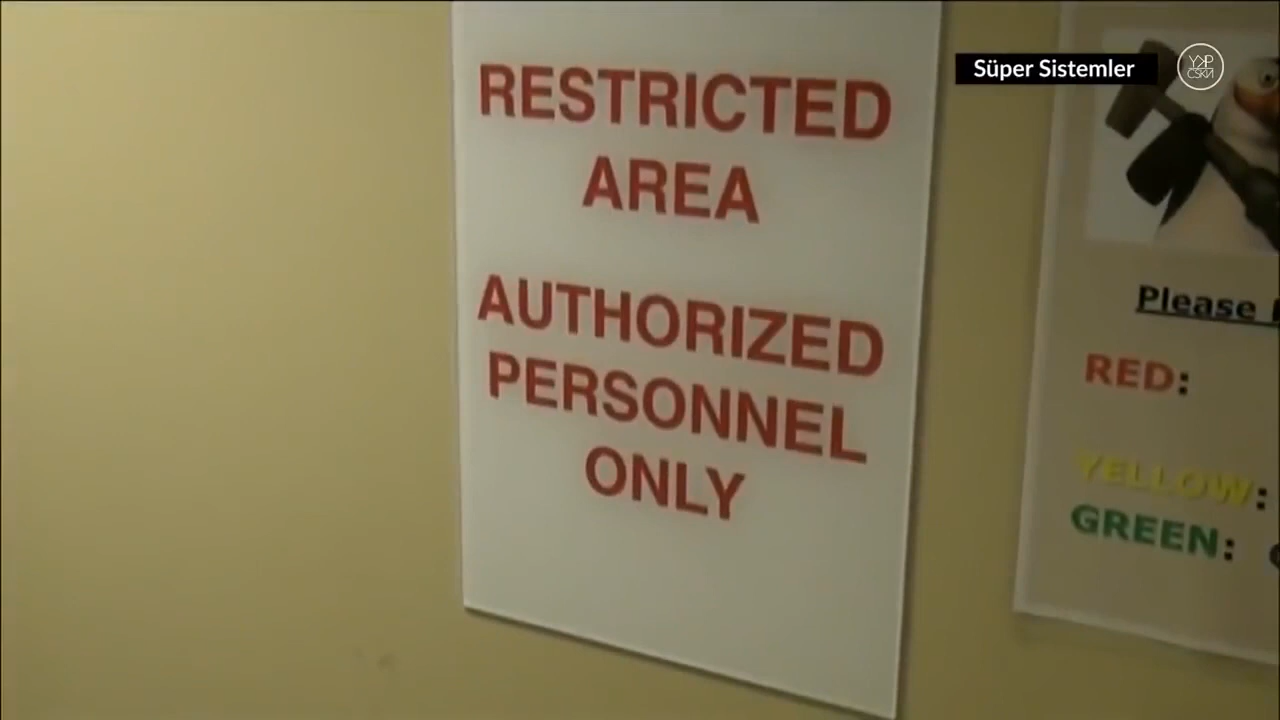 RESTRICTED
AREA
AUTHORIZED
PERSONNEL
ONLY
Süper Sistemler
Please
RED:
YELLOW:
GREEN: